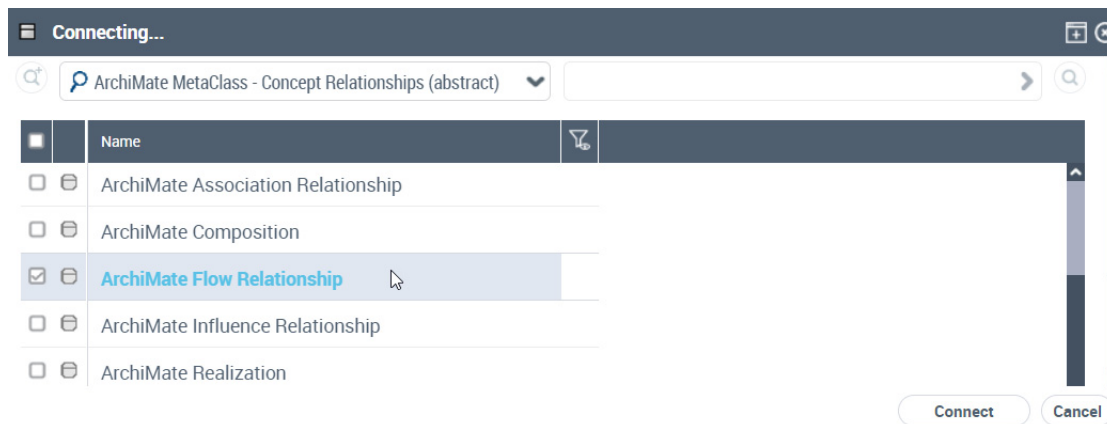 Connecting...
ArchiMate MetaClass - Concept Relationships (abstract)
Name
ArchiMate Association Relationship
ArchiMate Composition
ArchiMate Flow Relationship
ArchiMate Influence Relationship
ArchiMate Realization
Connect Cancel